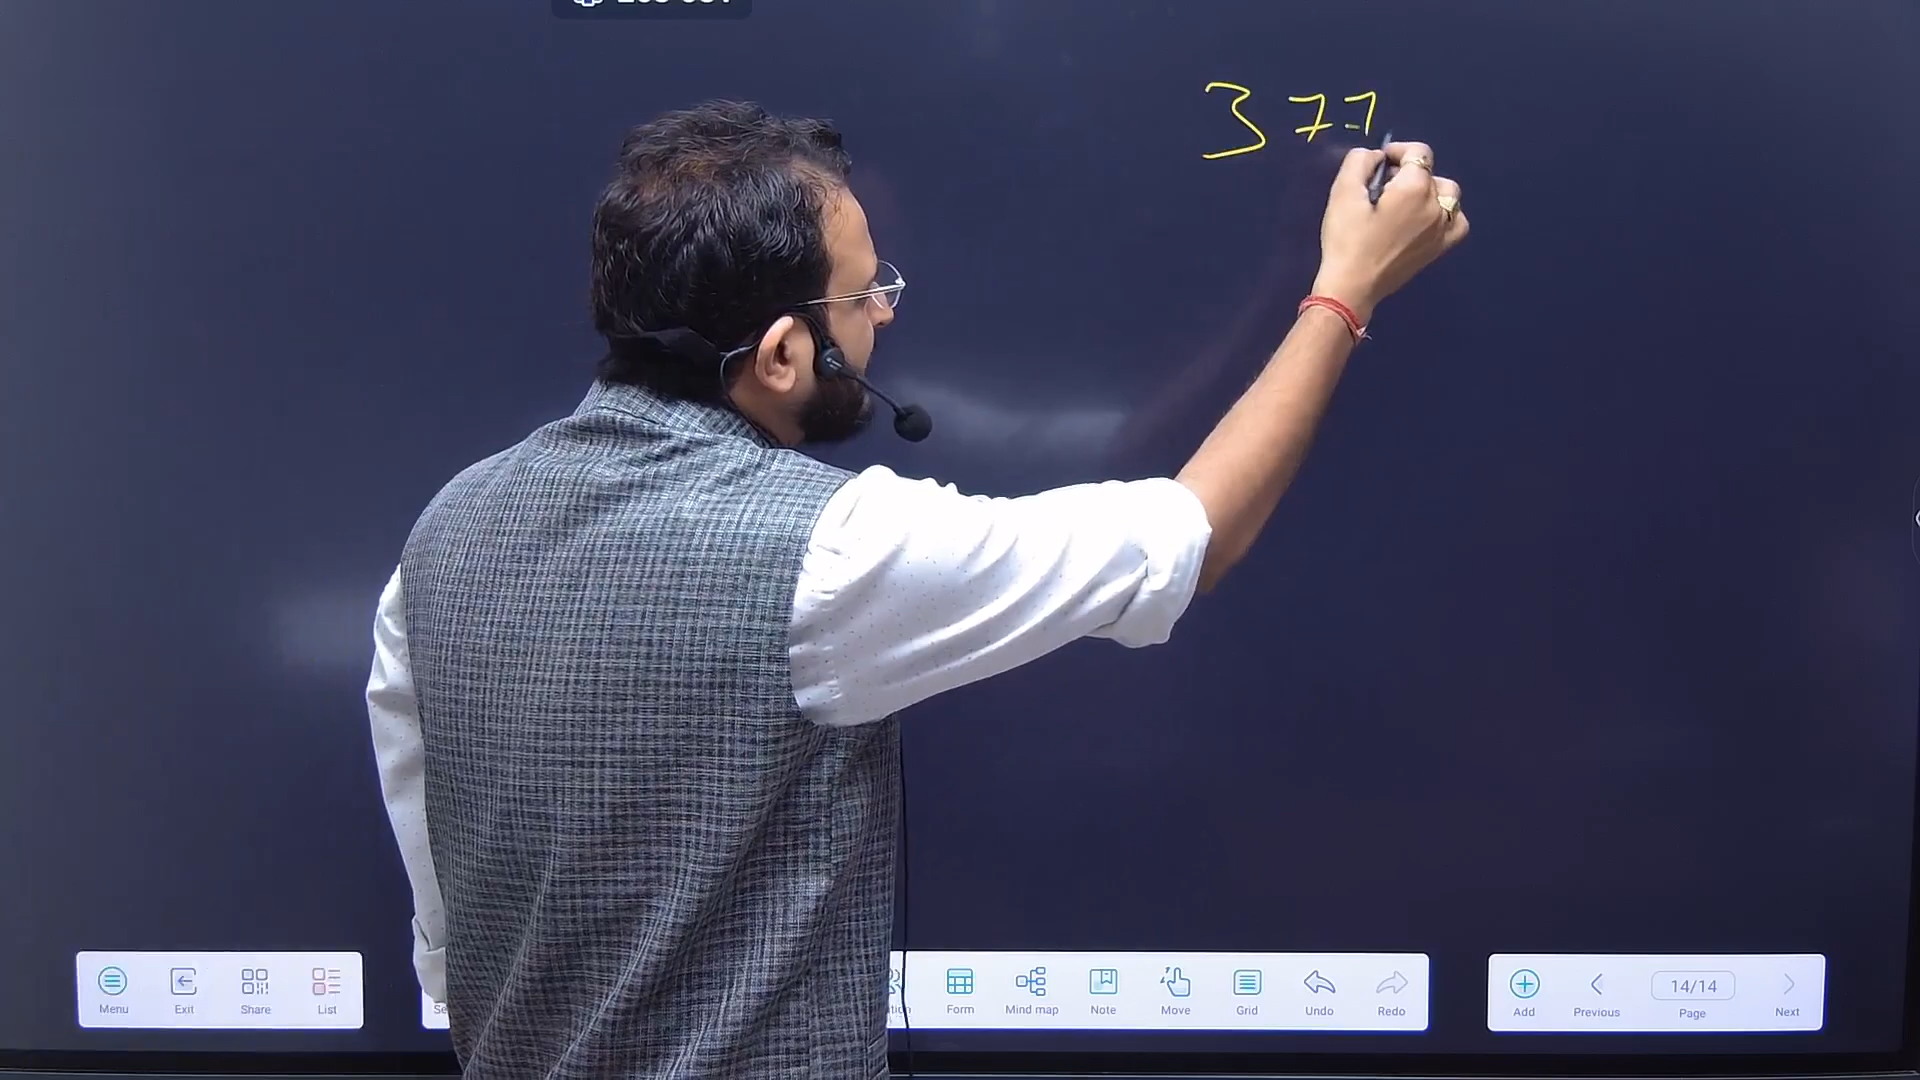 377
Menu
Exit
Share
List
Form
Mind map
Note
Move
Grid
Undo
Redo
Add
Previous
14/14
Page
Next